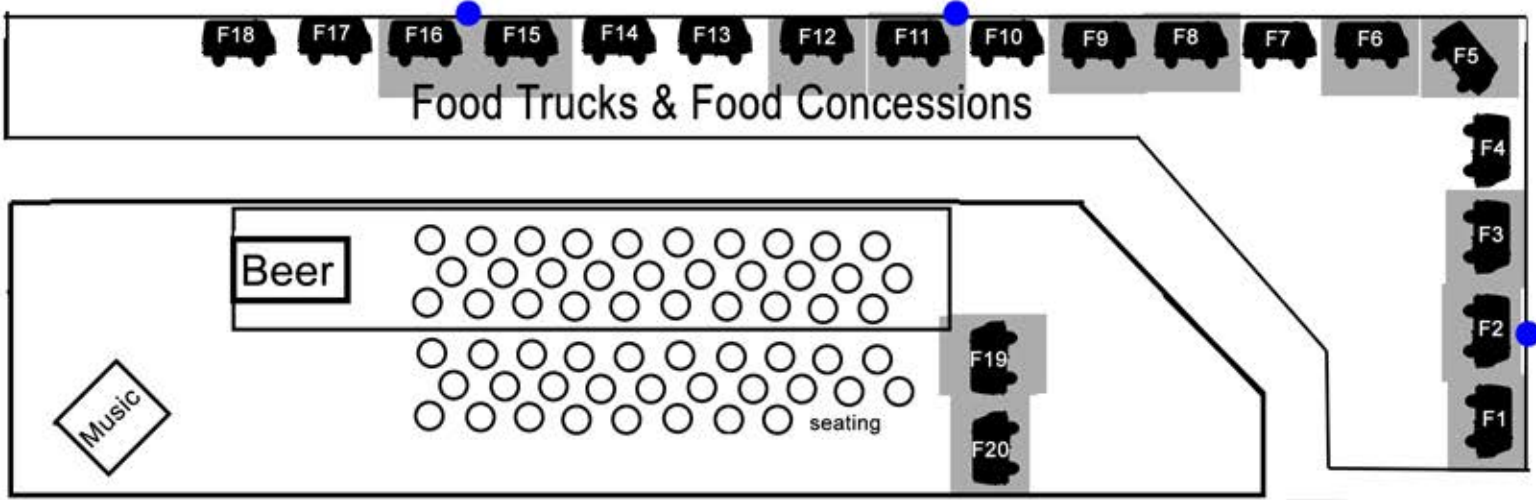 F18 F17 F16 F15 F14 F13 F12 F11 F10 F9 F8 F7 F6 F5
Food Trucks & Food Concessions
F4
F3
Beer
F2
F19
Music
F1
seating
F20